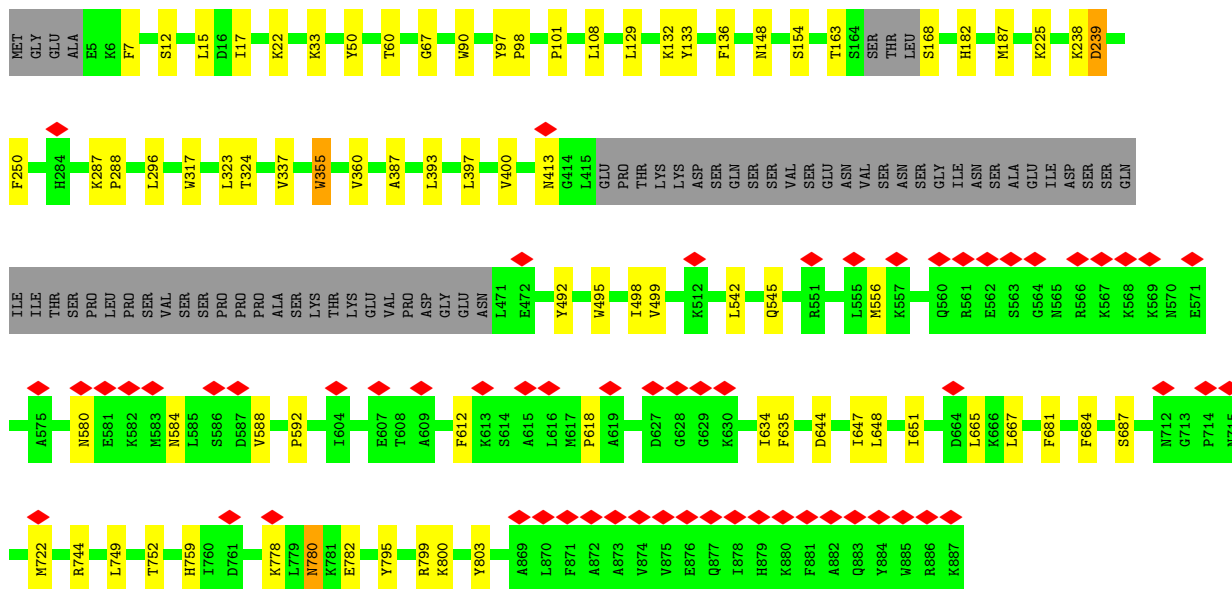 MET GLY GLU ALA E5 K6 F7 S12 L15 D16 I17 K22 K33 Y50 T60 G67 W90 Y97 P98 P101 L108 L129 K132 Y133 F136 N148 S154 T163 S164 SER THR LEU S168 H182 M187 K225 K238 D239
F250 H284 K287 P288 L296 W317 L323 T324 V337 W355 V360 A387 L393 L397 V400 N413 G414 L415 GLU PRO THR LYS LYS ASP SER GLN SER SER VAL SER GLU ASN VAL SER ASN SER GLY ILE ASN SER ALA GLU ILE ASP SER SER GLN
ILE ILE THR SER PRO LEU PRO SER VAL SER SER PRO PRO PRO ALA SER LYS THR LYS GLU VAL PRO ASP GLY GLU ASN L471 E472 Y492 W495 I498 V499 K512 L542 Q545 R551 L555 M556 K557 Q560 R561 E562 S563 G564 N565 R566 K567 K568 K569 N570 E571
A575 N580 E581 K582 M583 N584 L585 S586 D587 V588 P592 I604 E607 T608 A609 F612 K613 S614 A615 L616 M617 P618 A619 D627 G628 G629 K630 I634 F635 D644 I647 L648 I651 D664 L665 K666 L667 F681 F684 S687 N712 G713 P714
M722 R744 L749 T752 H759 I760 D761 K778 L779 N780 K781 E782 Y795 R799 K800 Y803 A869 L870 F871 A872 A873 V874 V875 E876 Q877 I878 H879 K880 F881 A882 Q883 Y884 W885 R886 K887